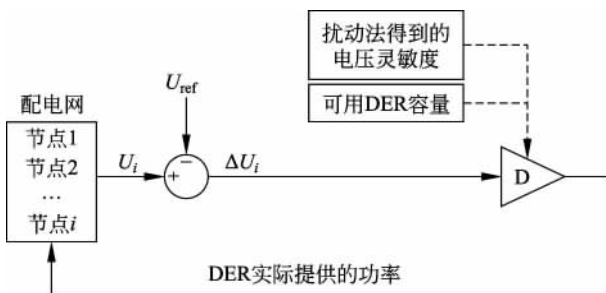 扰动法得到的
电压灵敏度
可用DER容量
U_ref
配电网
节点1
节点2
…
节点i
U_i
+
−
ΔU_i
D
DER实际提供的功率